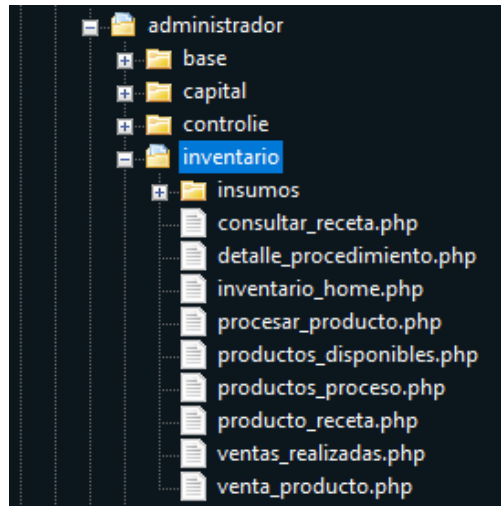 administrador
base
capital
controlie
inventario
insumos
consultar_receta.php
detalle_procedimiento.php
inventario_home.php
procesar_producto.php
productos_disponibles.php
productos_proceso.php
producto_receta.php
ventas_realizadas.php
venta_producto.php